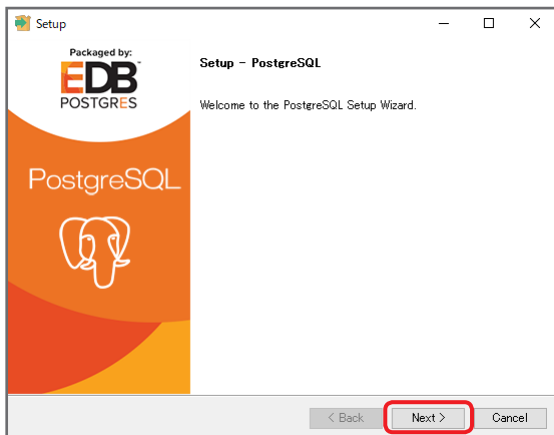 Setup
Packaged by:
EDB
POSTGRES
Setup - PostgreSQL
Welcome to the PostgreSQL Setup Wizard.
PostgreSQL
< Back
Next >
Cancel